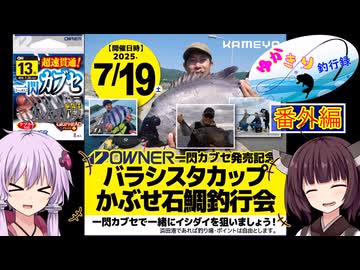 OWNER
13
超速貫通!
一閃カブセ
【開催日時】
2025.
7/19土
KAMEYA
ゆかきり釣行録
番外編
OWNER 一閃カブセ発売記念
バラシスタカップ
かぶせ石鯛釣行会
一閃カブセで一緒にイシダイを狙いましょう!
浜田港であれば釣り場・ポイントは自由とします。